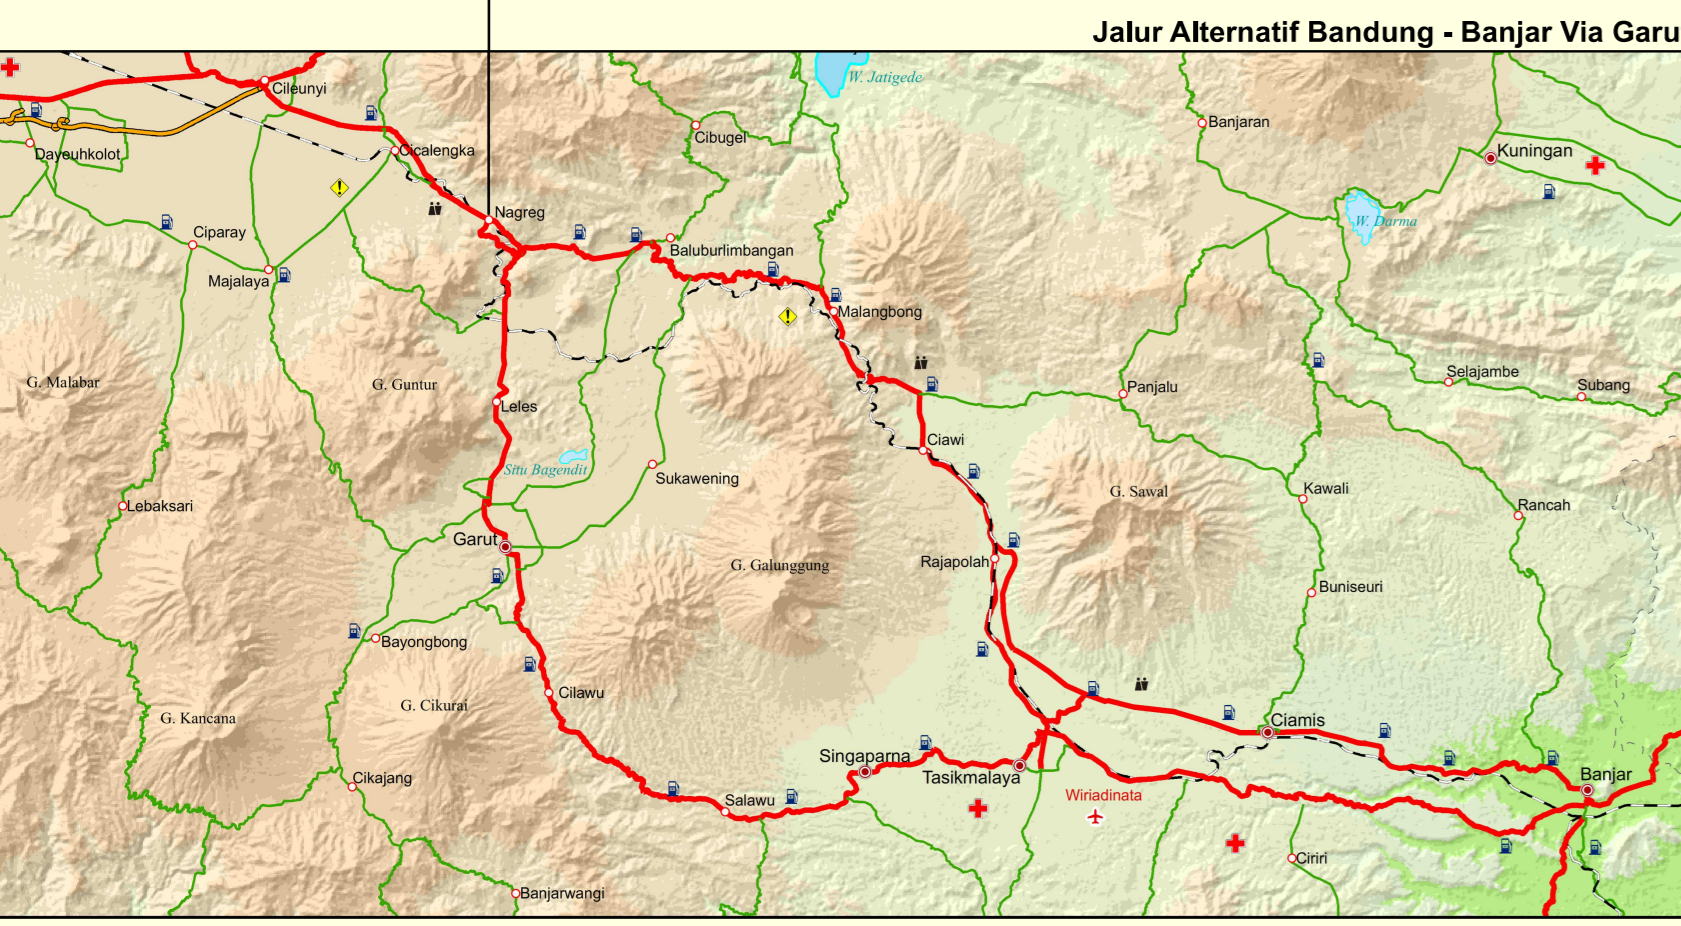 Jalur Alternatif Bandung - Banjar Via Garu
W. Jatigede
Cileunyi
Banjaran
Cibugel
Dayeuhkolot
Cicalengka
Kuningan
Nagreg
W. Darma
Ciparay
Baluburlimbangan
Majalaya
Malangbong
G. Malabar
G. Guntur
Selajambe
Panjalu
Subang
Leles
Ciawi
Situ Bagendit
Sukawening
G. Sawal
Kawali
Lebaksari
Rancah
Garut
G. Galunggung
Rajapolah
Buniseuri
Bayongbong
Cilawu
G. Cikurai
G. Kancana
Ciamis
Singaparna
Tasikmalaya
Cikajang
Banjar
Wiriadinata
Salawu
Ciriri
Banjarwangi